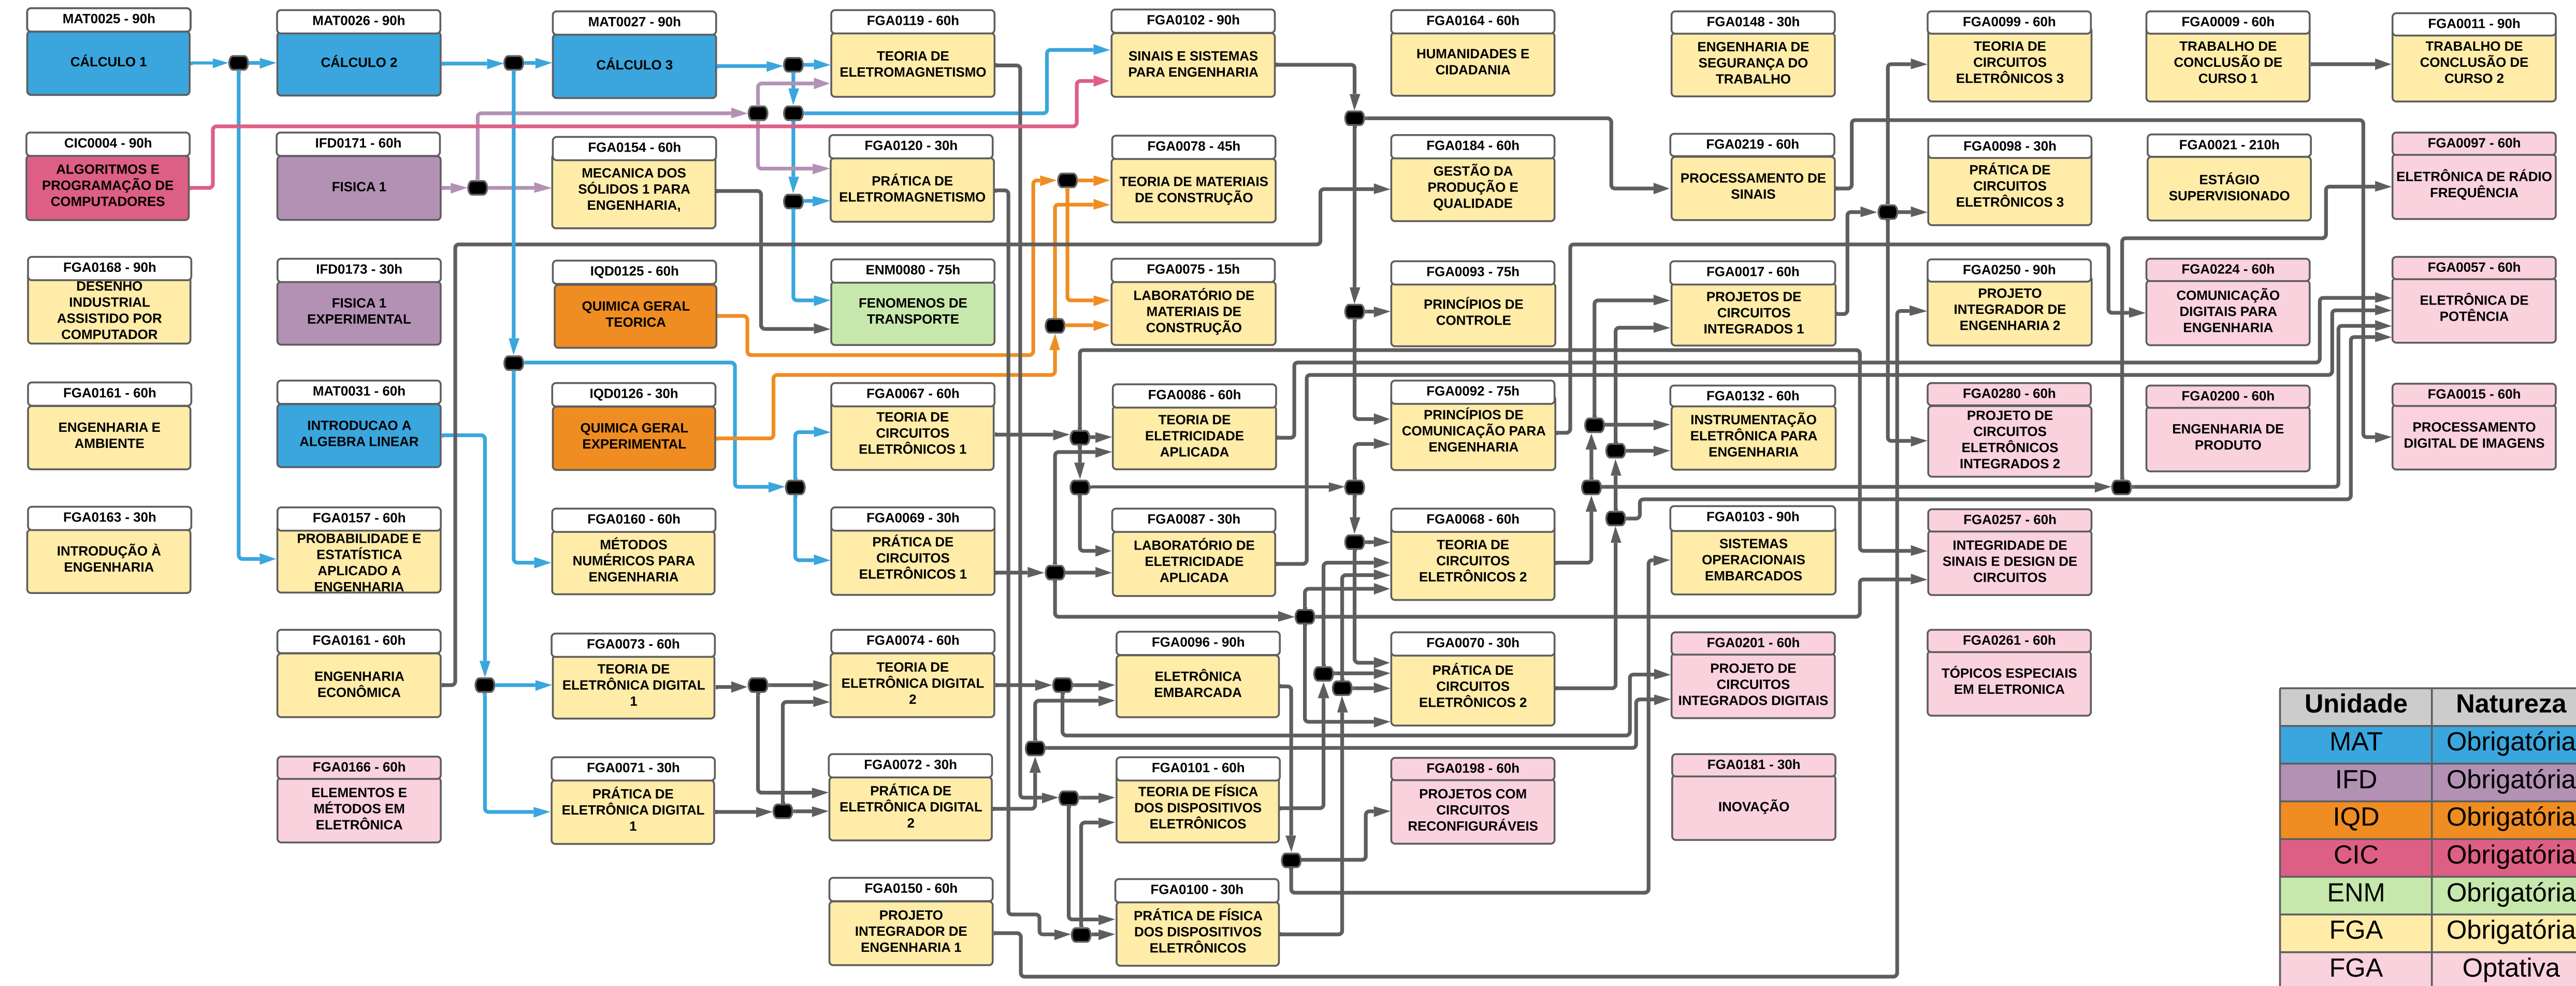 MAT0025 - 90h
CÁLCULO 1
CIC0004 - 90h
ALGORITMOS E
PROGRAMAÇÃO DE
COMPUTADORES
FGA0168 - 90h
DESENHO
INDUSTRIAL
ASSISTIDO POR
COMPUTADOR
FGA0161 - 60h
ENGENHARIA E
AMBIENTE
FGA0163 - 30h
INTRODUÇÃO À
ENGENHARIA
MAT0026 - 90h
CÁLCULO 2
IFD0171 - 60h
FISICA 1
IFD0173 - 30h
FISICA 1
EXPERIMENTAL
MAT0031 - 60h
INTRODUCAO A
ALGEBRA LINEAR
FGA0157 - 60h
PROBABILIDADE E
ESTATÍSTICA
APLICADO A
ENGENHARIA
FGA0161 - 60h
ENGENHARIA
ECONÔMICA
FGA0166 - 60h
ELEMENTOS E
MÉTODOS EM
ELETRÔNICA
MAT0027 - 90h
CÁLCULO 3
FGA0154 - 60h
MECANICA DOS
SÓLIDOS 1 PARA
ENGENHARIA,
IQD0125 - 60h
QUIMICA GERAL
TEORICA
IQD0126 - 30h
QUIMICA GERAL
EXPERIMENTAL
FGA0160 - 60h
MÉTODOS
NUMÉRICOS PARA
ENGENHARIA
FGA0073 - 60h
TEORIA DE
ELETRÔNICA DIGITAL
1
FGA0071 - 30h
PRÁTICA DE
ELETRÔNICA DIGITAL
1
FGA0119 - 60h
TEORIA DE
ELETROMAGNETISMO
FGA0120 - 30h
PRÁTICA DE
ELETROMAGNETISMO
ENM0080 - 75h
FENOMENOS DE
TRANSPORTE
FGA0067 - 60h
TEORIA DE
CIRCUITOS
ELETRÔNICOS 1
FGA0069 - 30h
PRÁTICA DE
CIRCUITOS
ELETRÔNICOS 1
FGA0074 - 60h
TEORIA DE
ELETRÔNICA DIGITAL
2
FGA0072 - 30h
PRÁTICA DE
ELETRÔNICA DIGITAL
2
FGA0150 - 60h
PROJETO
INTEGRADOR DE
ENGENHARIA 1
FGA0102 - 90h
SINAIS E SISTEMAS
PARA ENGENHARIA
FGA0078 - 45h
TEORIA DE MATERIAIS
DE CONSTRUÇÃO
FGA0075 - 15h
LABORATÓRIO DE
MATERIAIS DE
CONSTRUÇÃO
FGA0086 - 60h
TEORIA DE
ELETRICIDADE
APLICADA
FGA0087 - 30h
LABORATÓRIO DE
ELETRICIDADE
APLICADA
FGA0096 - 90h
ELETRÔNICA
EMBARCADA
FGA0101 - 60h
TEORIA DE FÍSICA
DOS DISPOSITIVOS
ELETRÔNICOS
FGA0100 - 30h
PRÁTICA DE FÍSICA
DOS DISPOSITIVOS
ELETRÔNICOS
FGA0164 - 60h
HUMANIDADES E
CIDADANIA
FGA0184 - 60h
GESTÃO DA
PRODUÇÃO E
QUALIDADE
FGA0093 - 75h
PRINCÍPIOS DE
CONTROLE
FGA0092 - 75h
PRINCÍPIOS DE
COMUNICAÇÃO PARA
ENGENHARIA
FGA0068 - 60h
TEORIA DE
CIRCUITOS
ELETRÔNICOS 2
FGA0070 - 30h
PRÁTICA DE
CIRCUITOS
ELETRÔNICOS 2
FGA0198 - 60h
PROJETOS COM
CIRCUITOS
RECONFIGURÁVEIS
FGA0148 - 30h
ENGENHARIA DE
SEGURANÇA DO
TRABALHO
FGA0219 - 60h
PROCESSAMENTO DE
SINAIS
FGA0017 - 60h
PROJETOS DE
CIRCUITOS
INTEGRADOS 1
FGA0132 - 60h
INSTRUMENTAÇÃO
ELETRÔNICA PARA
ENGENHARIA
FGA0103 - 90h
SISTEMAS
OPERACIONAIS
EMBARCADOS
FGA0201 - 60h
PROJETO DE
CIRCUITOS
INTEGRADOS DIGITAIS
FGA0181 - 30h
INOVAÇÃO
FGA0099 - 60h
TEORIA DE
CIRCUITOS
ELETRÔNICOS 3
FGA0098 - 30h
PRÁTICA DE
CIRCUITOS
ELETRÔNICOS 3
FGA0250 - 90h
PROJETO
INTEGRADOR DE
ENGENHARIA 2
FGA0280 - 60h
PROJETO DE
CIRCUITOS
ELETRÔNICOS
INTEGRADOS 2
FGA0257 - 60h
INTEGRIDADE DE
SINAIS E DESIGN DE
CIRCUITOS
FGA0261 - 60h
TÓPICOS ESPECIAIS
EM ELETRONICA
FGA0009 - 60h
TRABALHO DE
CONCLUSÃO DE
CURSO 1
FGA0021 - 210h
ESTÁGIO
SUPERVISIONADO
FGA0224 - 60h
COMUNICAÇÃO
DIGITAIS PARA
ENGENHARIA
FGA0200 - 60h
ENGENHARIA DE
PRODUTO
FGA0011 - 90h
TRABALHO DE
CONCLUSÃO DE
CURSO 2
FGA0097 - 60h
ELETRÔNICA DE RÁDIO
FREQUÊNCIA
FGA0057 - 60h
ELETRÔNICA DE
POTÊNCIA
FGA0015 - 60h
PROCESSAMENTO
DIGITAL DE IMAGENS
Unidade Natureza
MAT Obrigatória
IFD Obrigatória
IQD Obrigatória
CIC Obrigatória
ENM Obrigatória
FGA Obrigatória
FGA Optativa